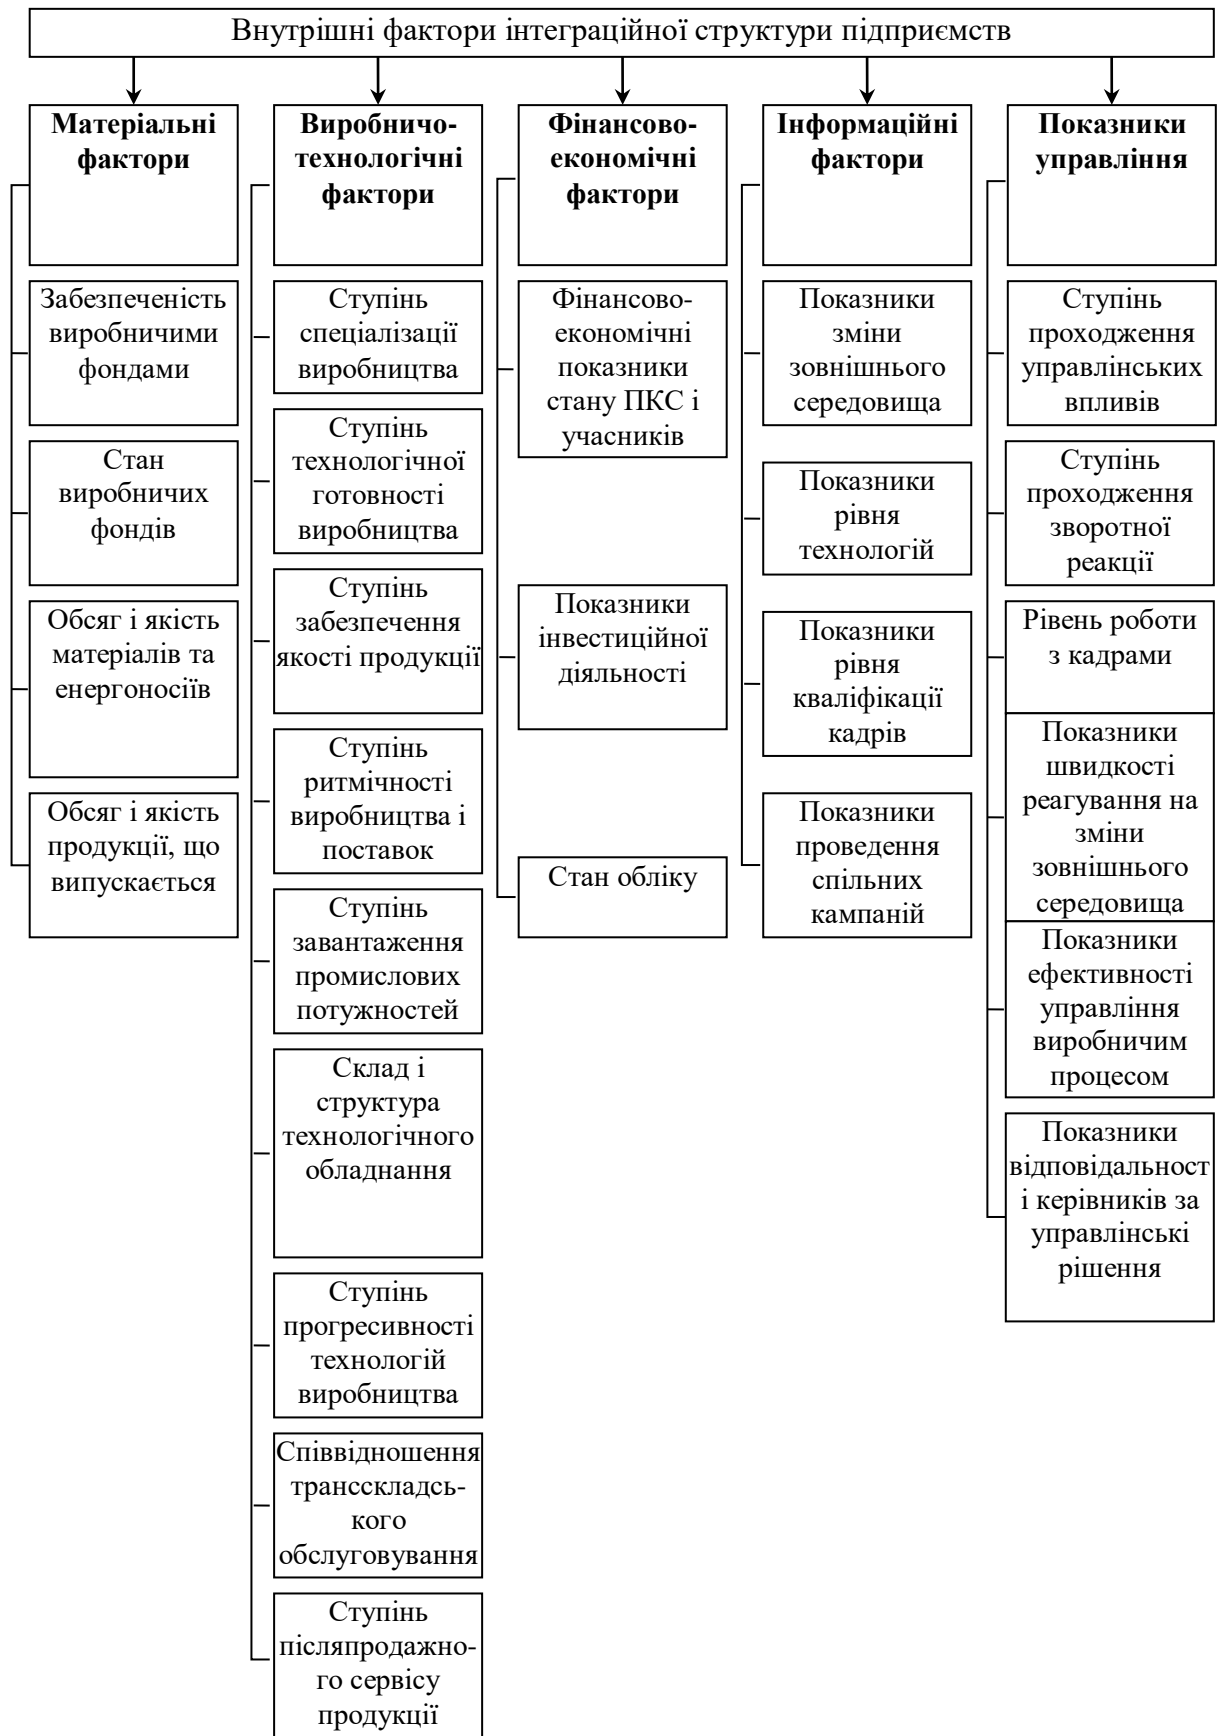 Внутрішні фактори інтеграційної структури підприємств
Матеріальні
фактори
Забезпеченість
виробничими
фондами
Стан
виробничих
фондів
Обсяг і якість
матеріалів та
енергоносіїв
Обсяг і якість
продукції, що
випускається
Виробничо-
технологічні
фактори
Ступінь
спеціалізації
виробництва
Ступінь
технологічної
готовності
виробництва
Ступінь
забезпечення
якості продукції
Ступінь
ритмічності
виробництва і
поставок
Ступінь
завантаження
промислових
потужностей
Склад і
структура
технологічного
обладнання
Ступінь
прогресивності
технологій
виробництва
Співвідношення
трансскладсь-
кого
обслуговування
Ступінь
післяпродажно-
го сервісу
продукції
Фінансово-
економічні
фактори
Фінансово-
економічні
показники
стану ПКС і
учасників
Показники
інвестиційної
діяльності
Стан обліку
Інформаційні
фактори
Показники
зміни
зовнішнього
середовища
Показники
рівня
технологій
Показники
рівня
кваліфікації
кадрів
Показники
проведення
спільних
кампаній
Показники
управління
Ступінь
проходження
управлінських
впливів
Ступінь
проходження
зворотної
реакції
Рівень роботи
з кадрами
Показники
швидкості
реагування на
зміни
зовнішнього
середовища
Показники
ефективності
управління
виробничим
процесом
Показники
відповідальност
і керівників за
управлінські
рішення